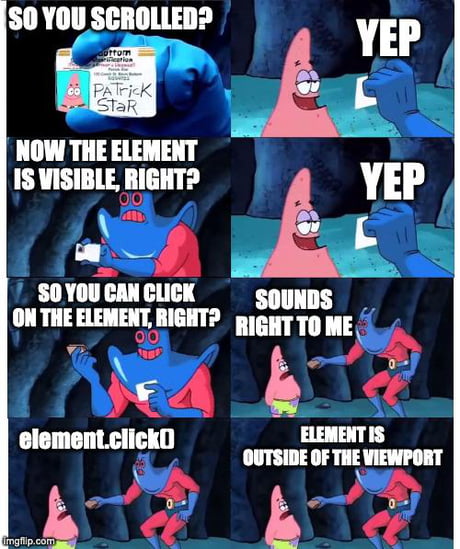 SO YOU SCROLLED?
YEP
PATricK
STaR
NOW THE ELEMENT
IS VISIBLE, RIGHT?
YEP
SO YOU CAN CLICK
ON THE ELEMENT, RIGHT?
SOUNDS
RIGHT TO ME
element.click()
ELEMENT IS
OUTSIDE OF THE VIEWPORT
imgflip.com